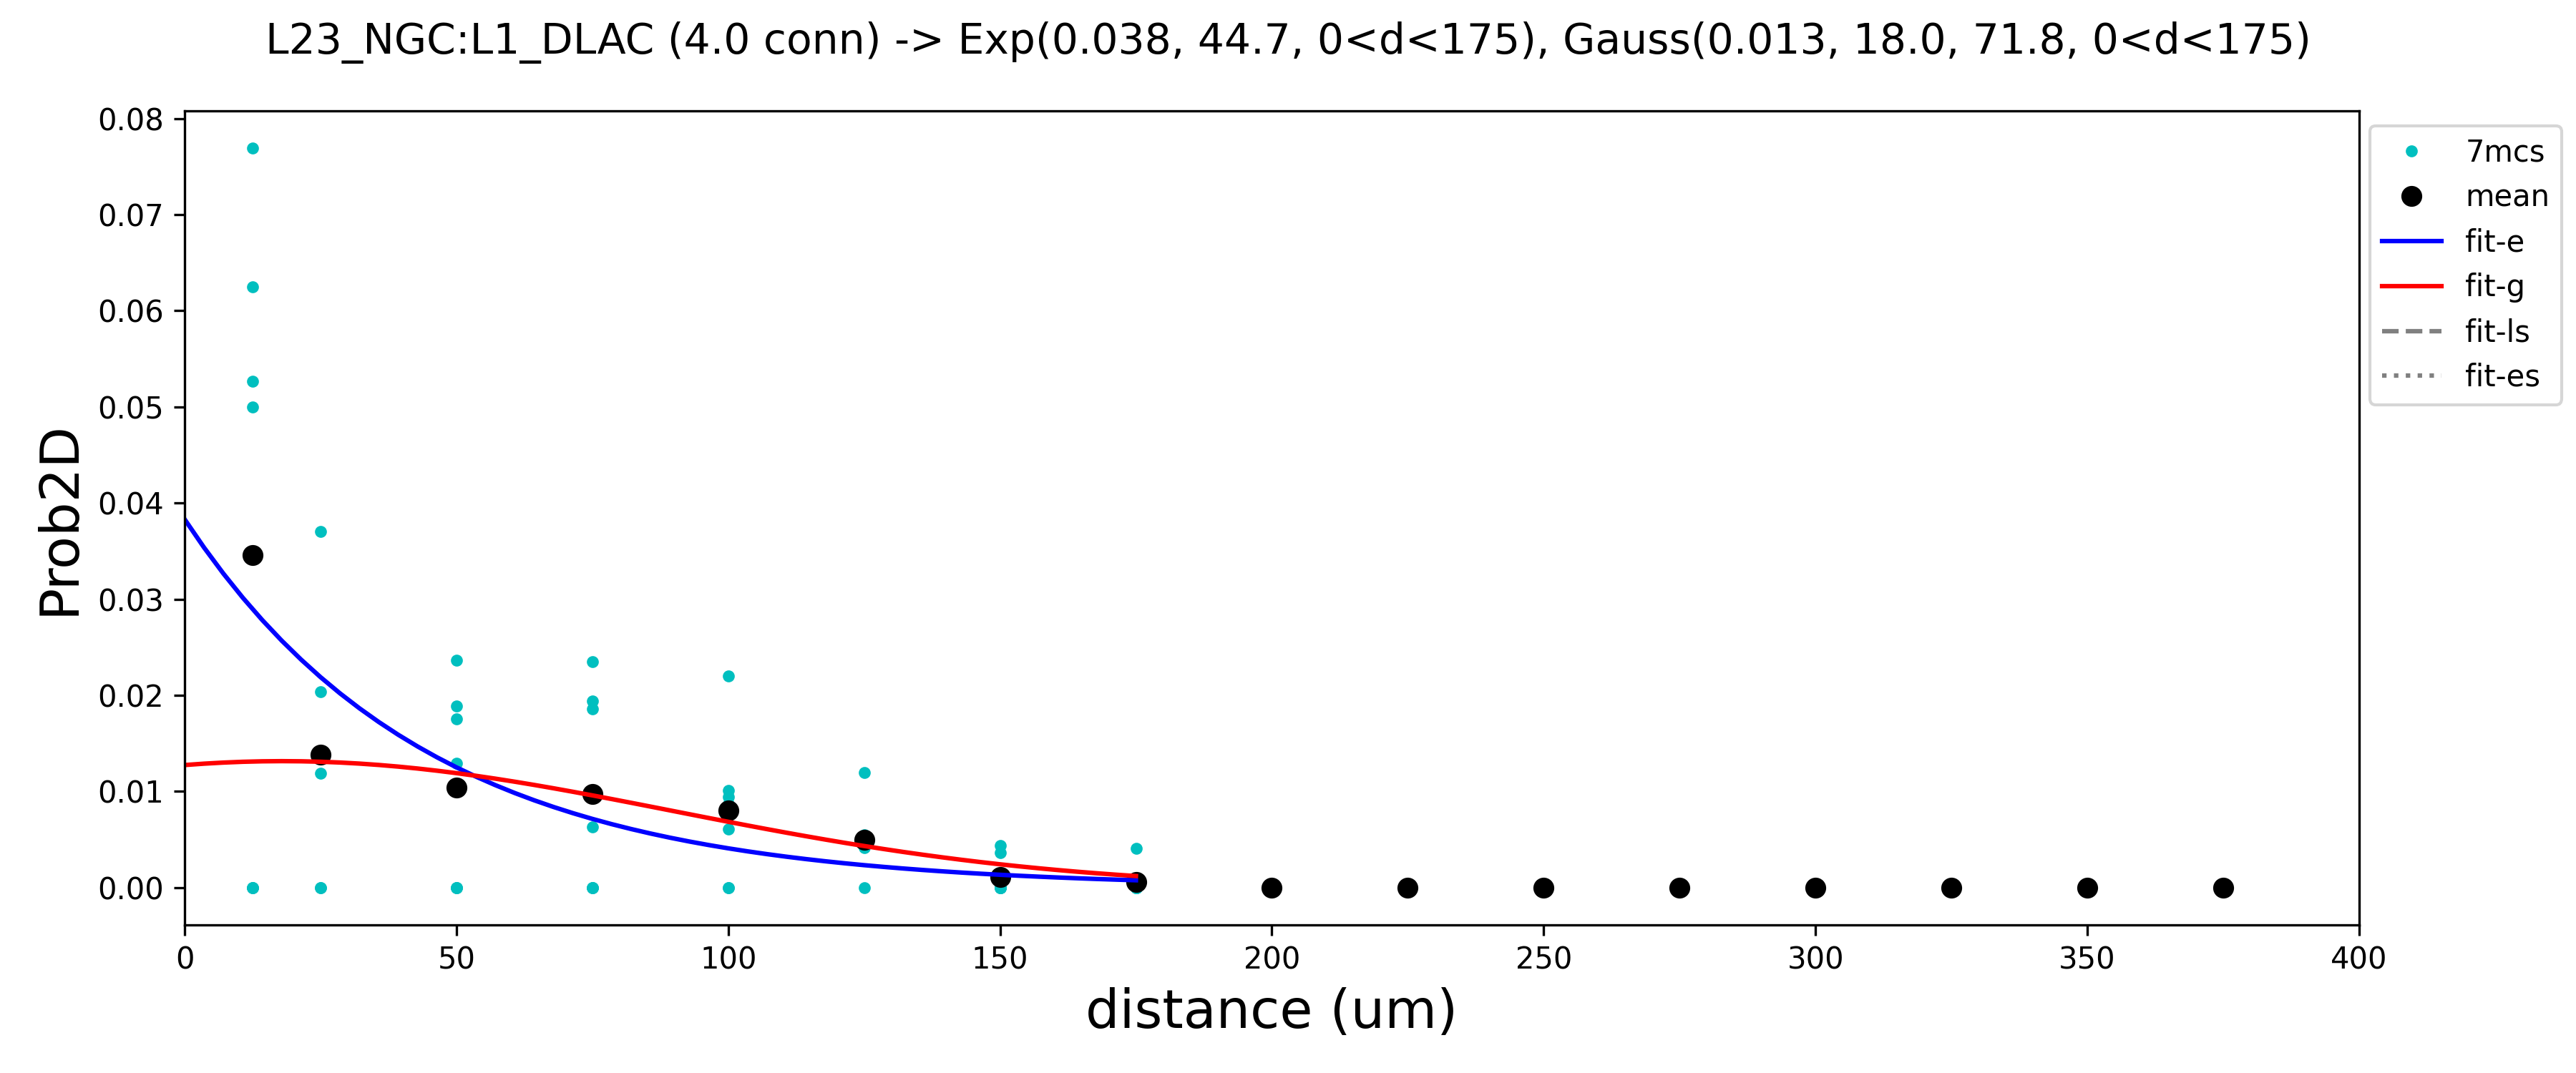 L23_NGC:L1_DLAC (4.0 conn) -> Exp(0.038, 44.7, 0<d<175), Gauss(0.013, 18.0, 71.8, 0<d<175)
0.08
0.07
0.06
0.05
0.04
0.03
0.02
0.01
0.00
Prob2D
0 50 100 150 200 250 300 350 400
distance (um)
7mcs
mean
fit-e
fit-g
fit-ls
fit-es